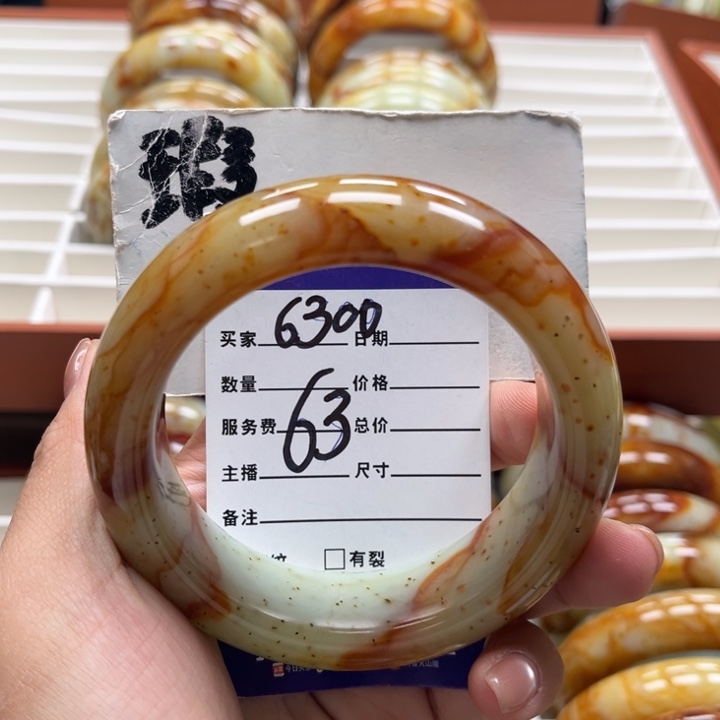 买家 6300 日期
数量 价格
服务费 63 总价
主播 尺寸
备注
纹 □有裂